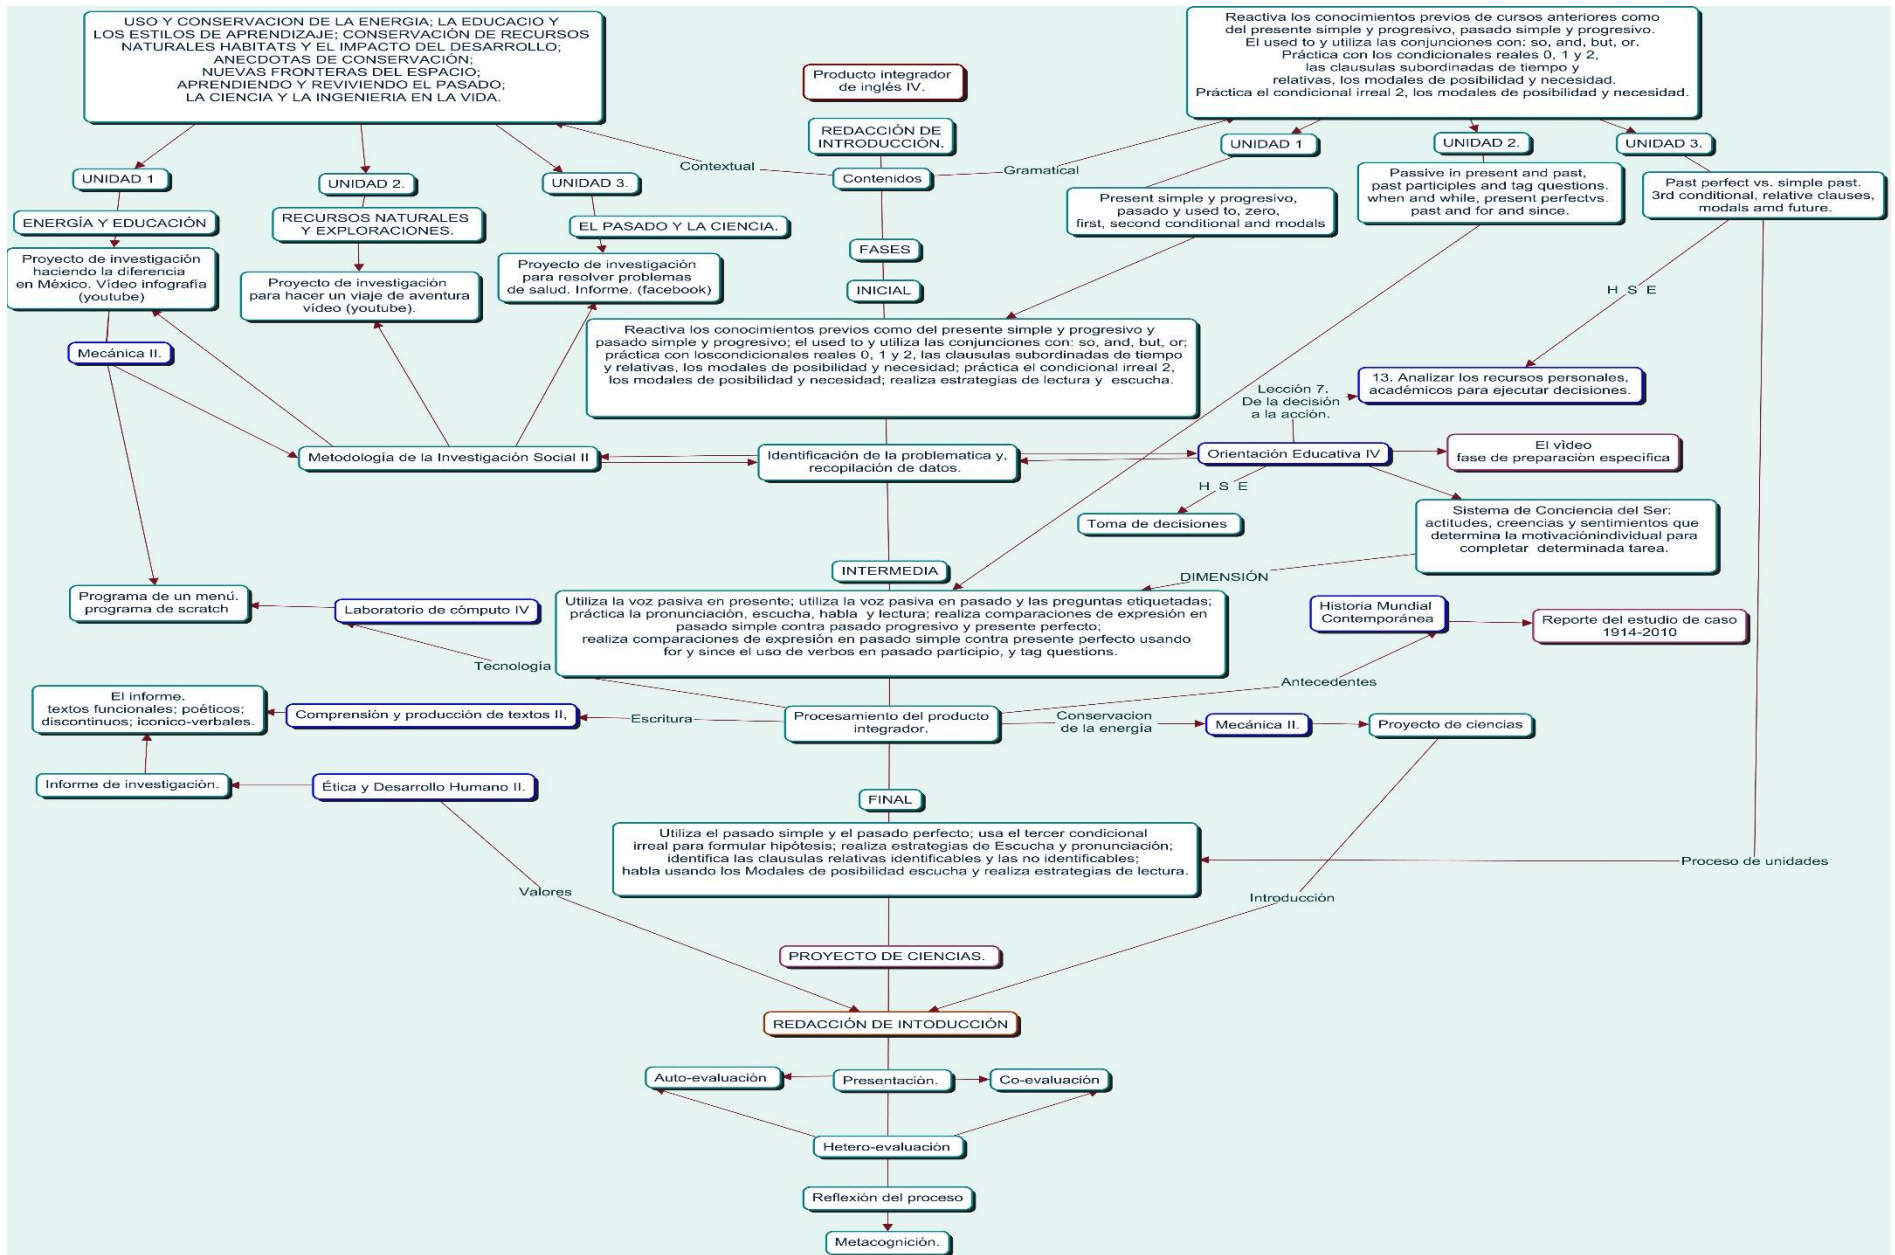 USO Y CONSERVACION DE LA ENERGIA; LA EDUCACIO Y
LOS ESTILOS DE APRENDIZAJE; CONSERVACIÓN DE RECURSOS
NATURALES HABITATS Y EL IMPACTO DEL DESARROLLO;
ANECDOTAS DE CONSERVACIÓN;
NUEVAS FRONTERAS DEL ESPACIO;
APRENDIENDO Y REVIVIENDO EL PASADO;
LA CIENCIA Y LA INGENIERIA EN LA VIDA.
Producto integrador
de inglés IV.
Reactiva los conocimientos previos de cursos anteriores como
del presente simple y progresivo, pasado simple y progresivo.
El used to y utiliza las conjunciones con: so, and, but, or.
Práctica con los condicionales reales 0, 1 y 2,
las clausulas subordinadas de tiempo y
relativas, los modales de posibilidad y necesidad.
Práctica el condicional irreal 2, los modales de posibilidad y necesidad.
REDACCIÓN DE
INTRODUCCIÓN.
Contextual
Contenidos
Gramatical
UNIDAD 1
UNIDAD 2.
UNIDAD 3.
UNIDAD 1
UNIDAD 2.
UNIDAD 3.
ENERGÍA Y EDUCACIÓN
RECURSOS NATURALES
Y EXPLORACIONES.
EL PASADO Y LA CIENCIA.
Present simple y progresivo,
pasado y used to, zero,
first, second conditional and modals
Passive in present and past,
past participles and tag questions.
when and while, present perfectvs.
past and for and since.
Past perfect vs. simple past.
3rd conditional, relative clauses,
modals amd future.
Proyecto de investigación
haciendo la diferencia
en México. Vídeo infografía
(youtube)
Proyecto de investigación
para hacer un viaje de aventura
vídeo (youtube).
Proyecto de investigación
para resolver problemas
de salud. Informe. (facebook)
FASES
INICIAL
H S E
Mecánica II.
Reactiva los conocimientos previos como del presente simple y progresivo y
pasado simple y progresivo; el used to y utiliza las conjunciones con: so, and, but, or;
práctica con loscondicionales reales 0, 1 y 2, las clausulas subordinadas de tiempo
y relativas, los modales de posibilidad y necesidad; práctica el condicional irreal 2,
los modales de posibilidad y necesidad; realiza estrategias de lectura y escucha.
Lección 7.
De la decisión
a la acción.
13. Analizar los recursos personales,
académicos para ejecutar decisiones.
Metodología de la Investigación Social II
Identificación de la problematica y,
recopilación de datos.
Orientación Educativa IV
El vìdeo
fase de preparaciòn especìfica
H S E
Toma de decisiones
Sistema de Conciencia del Ser:
actitudes, creencias y sentimientos que
determina la motivaciónindividual para
completar determinada tarea.
INTERMEDIA
DIMENSIÓN
Programa de un menú.
programa de scratch
Laboratorio de cómputo IV
Utiliza la voz pasiva en presente; utiliza la voz pasiva en pasado y las preguntas etiquetadas;
práctica la pronunciación, escucha, habla y lectura; realiza comparaciones de expresión en
pasado simple contra pasado progresivo y presente perfecto;
realiza comparaciones de expresión en pasado simple contra presente perfecto usando
for y since el uso de verbos en pasado participio, y tag questions.
Historia Mundial
Contemporánea
Reporte del estudio de caso
1914-2010
Tecnología
Antecedentes
El informe.
textos funcionales; poéticos;
discontinuos; iconico-verbales.
Comprensión y producción de textos II,
Escritura
Procesamiento del producto
integrador.
Conservacion
de la energía
Mecánica II.
Proyecto de ciencias
Informe de investigación.
Ética y Desarrollo Humano II.
FINAL
Utiliza el pasado simple y el pasado perfecto; usa el tercer condicional
irreal para formular hipótesis; realiza estrategias de Escucha y pronunciación;
identifica las clausulas relativas identificables y las no identificables;
habla usando los Modales de posibilidad escucha y realiza estrategias de lectura.
Proceso de unidades
Valores
Introducción
PROYECTO DE CIENCIAS.
REDACCIÓN DE INTODUCCIÓN
Auto-evaluación
Presentación.
Co-evaluación
Hetero-evaluación
Reflexión del proceso
Metacognición.